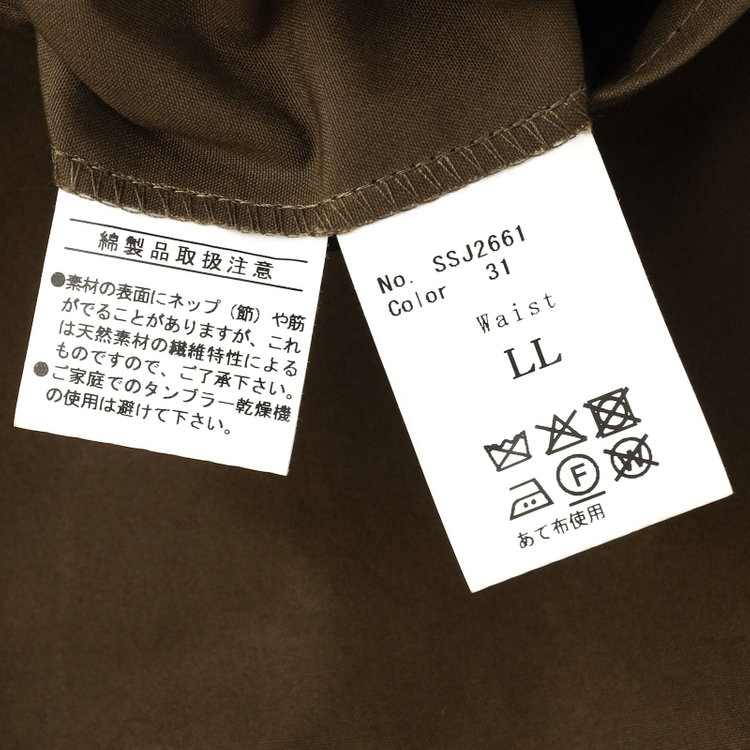 綿製品取扱注意
●素材の表面にネップ（節）や筋
がでることがありますが、これ
は天然素材の繊維特性による
ものですので、ご了承下さい。
●ご家庭でのタンブラー乾燥機
の使用は避けて下さい。
No. SSJ2661
Color 31
Waist
LL
F
W
あて布使用